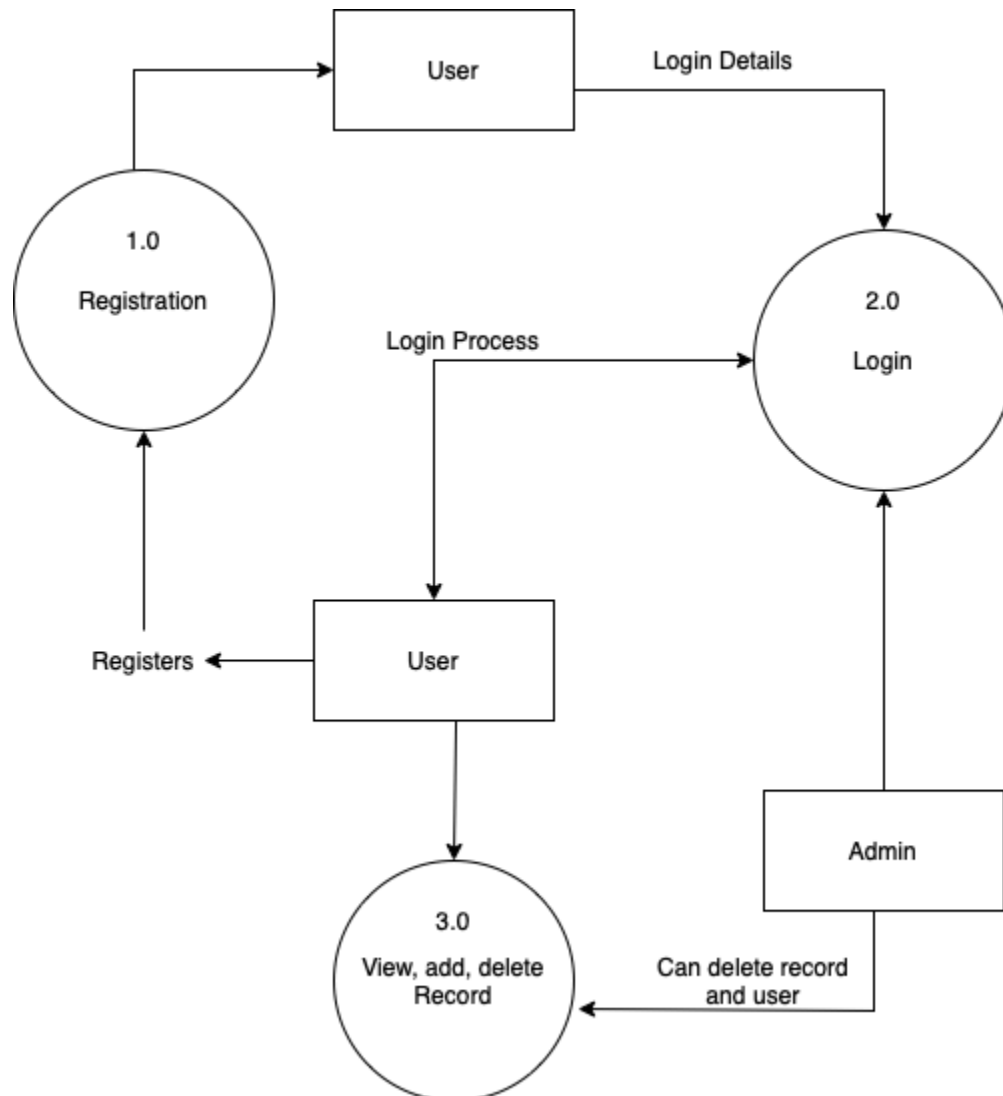 User
Login Details
1.0
Registration
2.0
Login
Login Process
Registers
User
Admin
3.0
View, add, delete
Record
Can delete record
and user